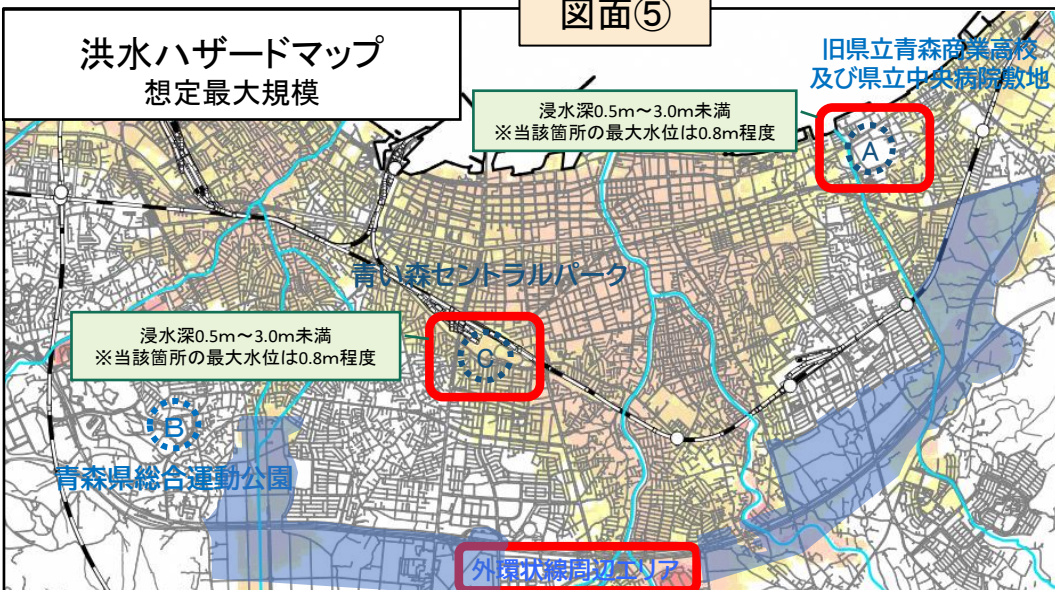 図面⑤
洪水ハザードマップ
想定最大規模
旧県立青森商業高校
及び県立中央病院敷地
浸水深0.5m～3.0m未満
※当該箇所の最大水位は0.8m程度
A
青い森セントラルパーク
浸水深0.5m～3.0m未満
※当該箇所の最大水位は0.8m程度
C
B
青森県総合運動公園
外環状線周辺エリア